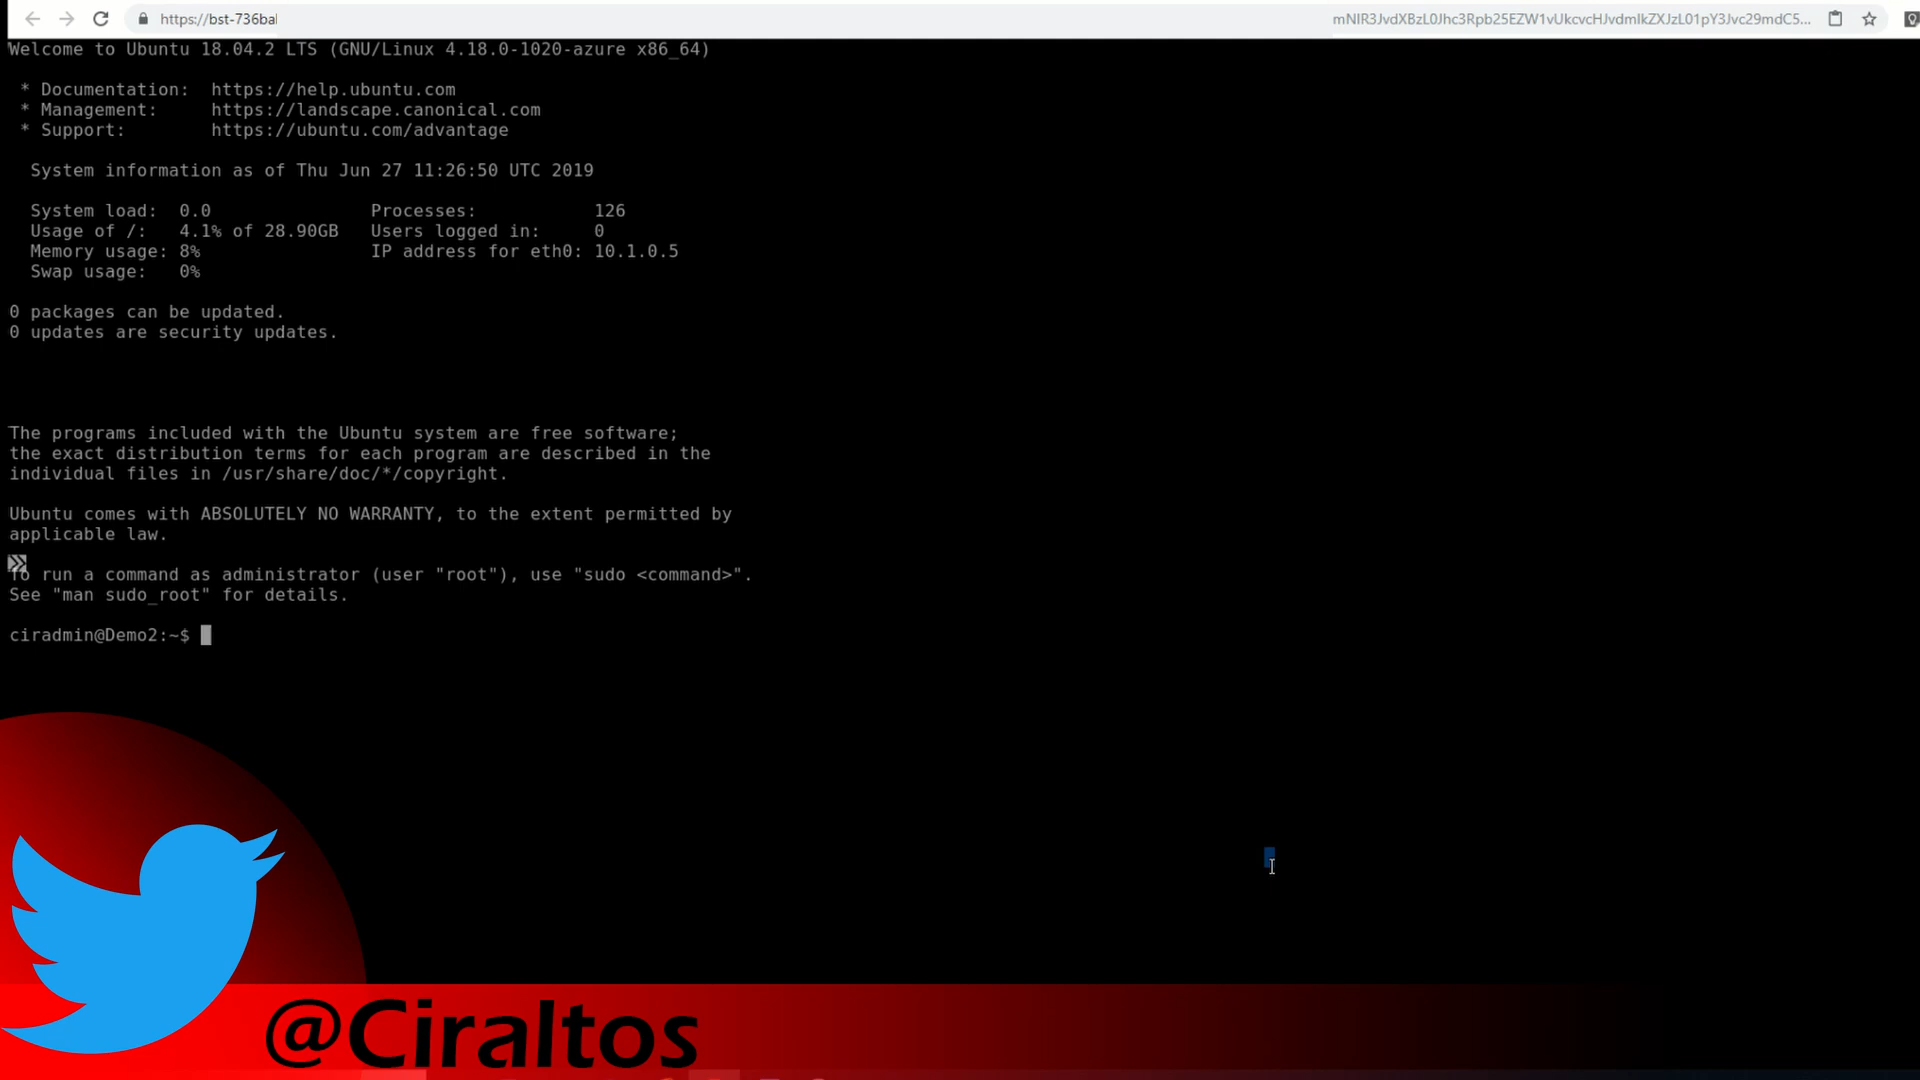 https://bst-736bal
mNlR3JvdXBzL0Jhc3Rpb25EZW1vUkcvcHJvdmlkZXJzL01pY3Jvc29mdC5...
Welcome to Ubuntu 18.04.2 LTS (GNU/Linux 4.18.0-1020-azure x86_64)
* Documentation: https://help.ubuntu.com
* Management: https://landscape.canonical.com
* Support: https://ubuntu.com/advantage
System information as of Thu Jun 27 11:26:50 UTC 2019
System load: 0.0 Processes: 126
Usage of /: 4.1% of 28.90GB Users logged in: 0
Memory usage: 8% IP address for eth0: 10.1.0.5
Swap usage: 0%
0 packages can be updated.
0 updates are security updates.
The programs included with the Ubuntu system are free software;
the exact distribution terms for each program are described in the
individual files in /usr/share/doc/*/copyright.
Ubuntu comes with ABSOLUTELY NO WARRANTY, to the extent permitted by
applicable law.
To run a command as administrator (user "root"), use "sudo <command>".
See "man sudo_root" for details.
ciradmin@Demo2:~$
@Ciraltos